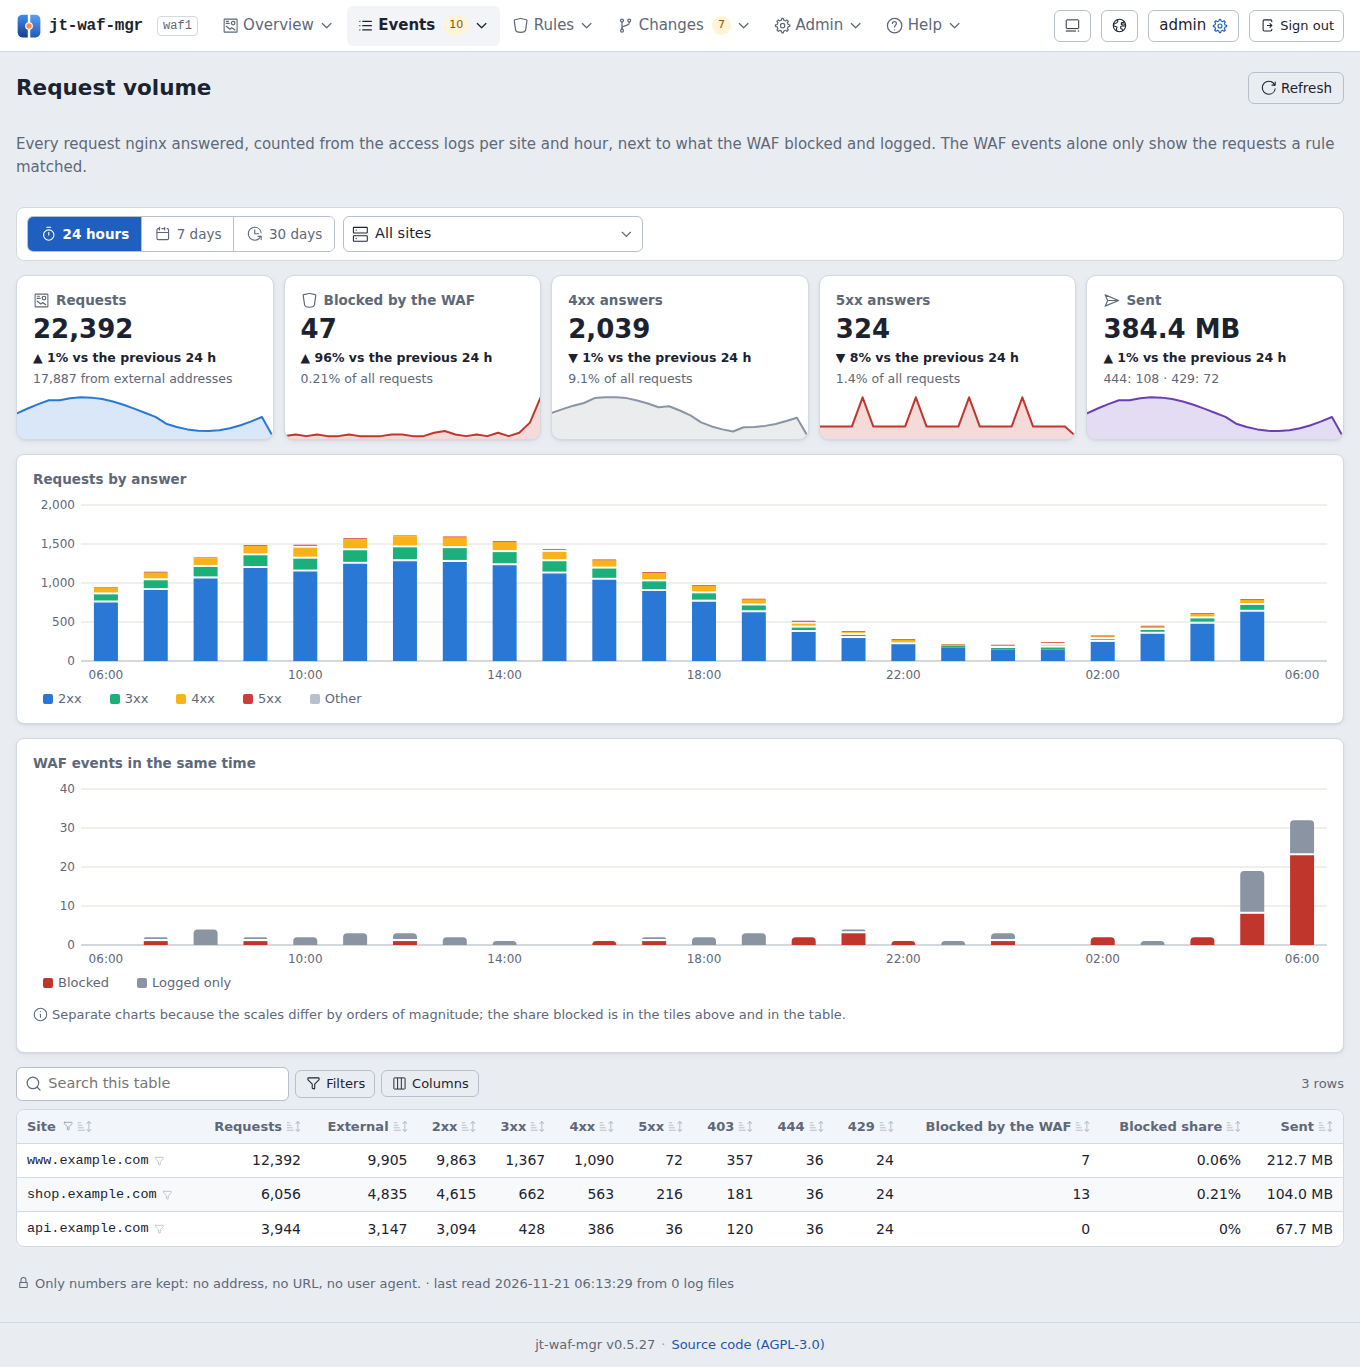 jt-waf-mgr waf1 Overview Events 10 Rules Changes 7 Admin Help admin Sign out
Request volume
Refresh
Every request nginx answered, counted from the access logs per site and hour, next to what the WAF blocked and logged. The WAF events alone only show the requests a rule
matched.
24 hours 7 days 30 days All sites
Requests
22,392
▲ 1% vs the previous 24 h
17,887 from external addresses
Blocked by the WAF
47
▲ 96% vs the previous 24 h
0.21% of all requests
4xx answers
2,039
▼ 1% vs the previous 24 h
9.1% of all requests
5xx answers
324
▼ 8% vs the previous 24 h
1.4% of all requests
Sent
384.4 MB
▲ 1% vs the previous 24 h
444: 108 · 429: 72
Requests by answer
2,000
1,500
1,000
500
0
06:00 10:00 14:00 18:00 22:00 02:00 06:00
2xx 3xx 4xx 5xx Other
WAF events in the same time
40
30
20
10
0
06:00 10:00 14:00 18:00 22:00 02:00 06:00
Blocked Logged only
Separate charts because the scales differ by orders of magnitude; the share blocked is in the tiles above and in the table.
Search this table Filters Columns 3 rows
Site Requests External 2xx 3xx 4xx 5xx 403 444 429 Blocked by the WAF Blocked share Sent
www.example.com 12,392 9,905 9,863 1,367 1,090 72 357 36 24 7 0.06% 212.7 MB
shop.example.com 6,056 4,835 4,615 662 563 216 181 36 24 13 0.21% 104.0 MB
api.example.com 3,944 3,147 3,094 428 386 36 120 36 24 0 0% 67.7 MB
Only numbers are kept: no address, no URL, no user agent. · last read 2026-11-21 06:13:29 from 0 log files
jt-waf-mgr v0.5.27 · Source code (AGPL-3.0)